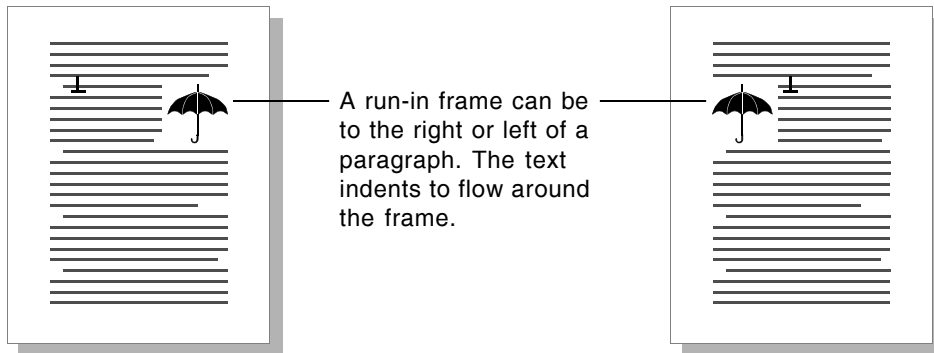 A run-in frame can be
to the right or left of a
paragraph. The text
indents to flow around
the frame.